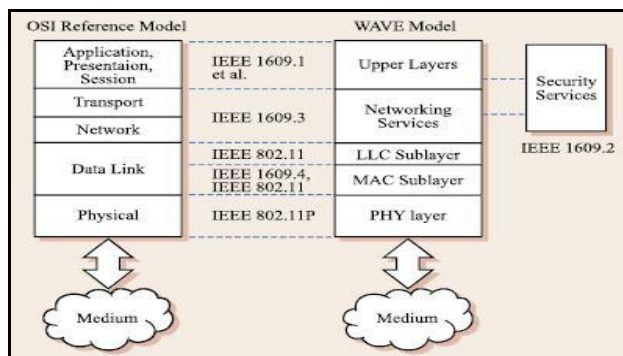 OSI Reference Model
WAVE Model
Application,
Presentaion,
Session
IEEE 1609.1
et al.
Upper Layers
Security
Services
Transport
Network
IEEE 1609.3
Networking
Services
IEEE 1609.2
Data Link
IEEE 802.11
LLC Sublayer
IEEE 1609.4,
IEEE 802.11
MAC Sublayer
Physical
IEEE 802.11P
PHY layer
Medium
Medium